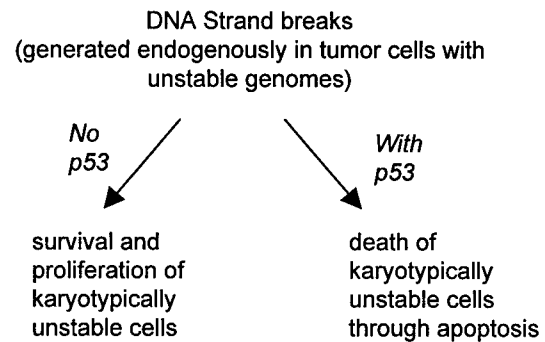 DNA Strand breaks
(generated endogenously in tumor cells with
unstable genomes)
No
p53
With
p53
survival and
proliferation of
karyotypically
unstable cells
death of
karyotypically
unstable cells
through apoptosis